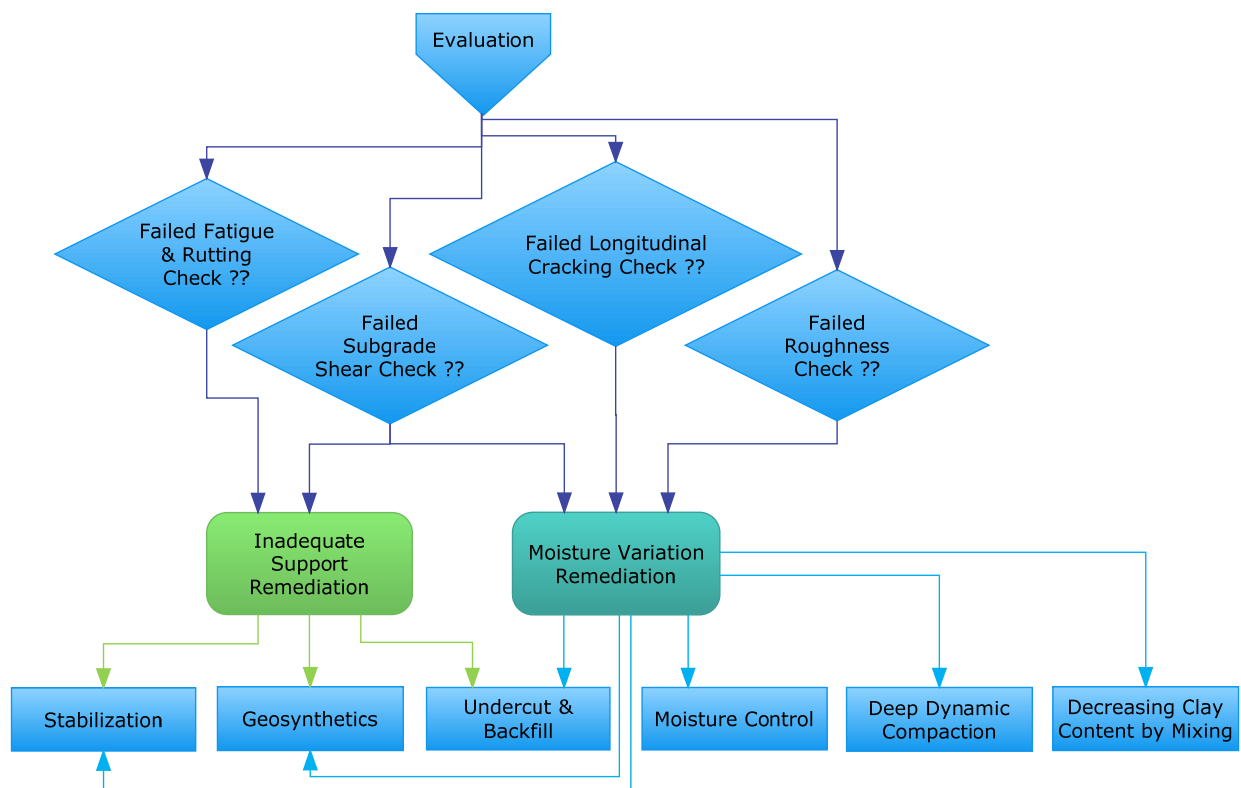 Evaluation
Failed Fatigue
& Rutting
Check ??
Failed
Subgrade
Shear Check ??
Failed Longitudinal
Cracking Check ??
Failed
Roughness
Check ??
Inadequate
Support
Remediation
Moisture Variation
Remediation
Stabilization
Geosynthetics
Undercut &
Backfill
Moisture Control
Deep Dynamic
Compaction
Decreasing Clay
Content by Mixing